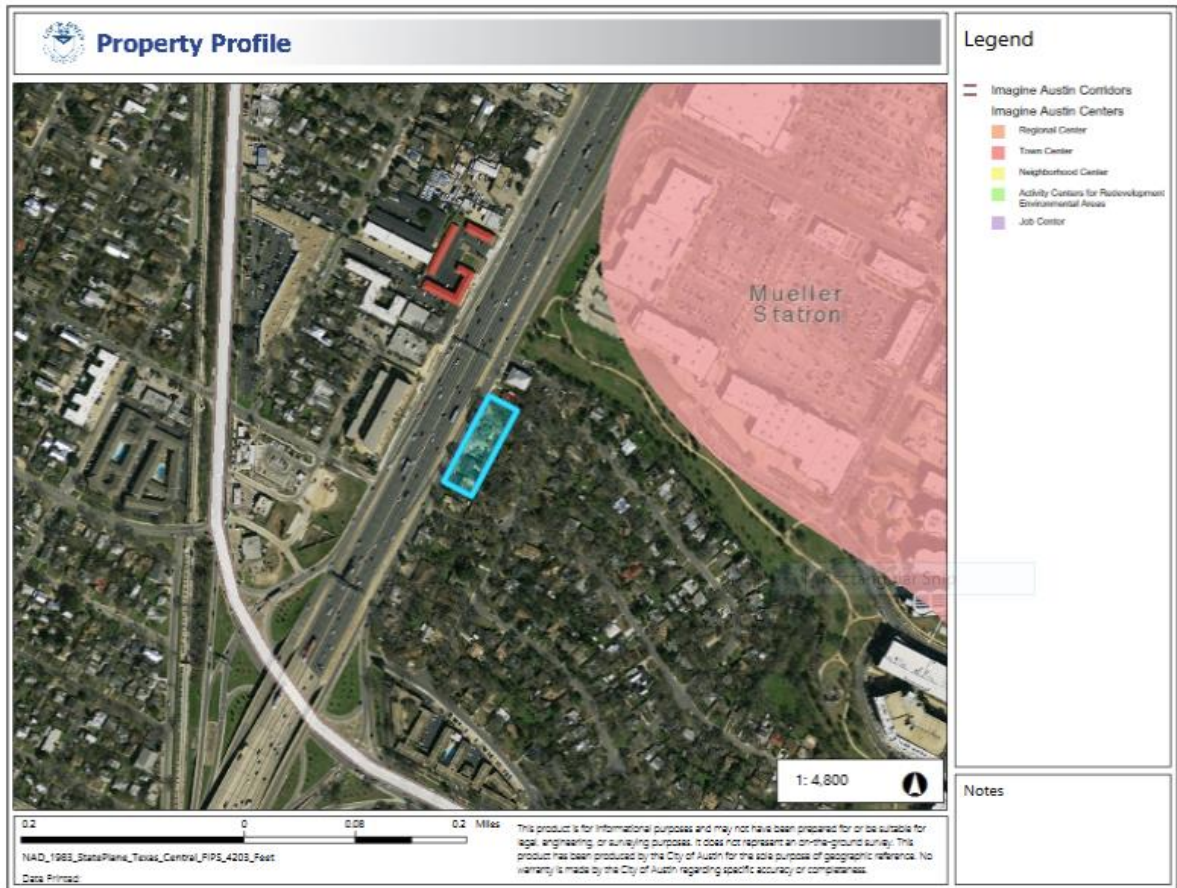 Property Profile
Legend
Imagine Austin Corridors
Imagine Austin Centers
Regional Center
Town Center
Neighborhood Center
Activity Centers for Redevelopment
Environmental Areas
Job Center
Mueller
Station
Rectangular Snip
1: 4,800
Notes
0.2 0 0.08 0.2 Miles
NAD_1983_StatePlane_Texas_Central_FIPS_4203_Feet
Date Printed:
This product is for informational purposes and may not have been prepared for or be suitable for
legal, engineering, or surveying purposes. It does not represent an on-the-ground survey. This
product has been produced by the City of Austin for the sole purpose of geographic reference. No
warranty is made by the City of Austin regarding specific accuracy or completeness.